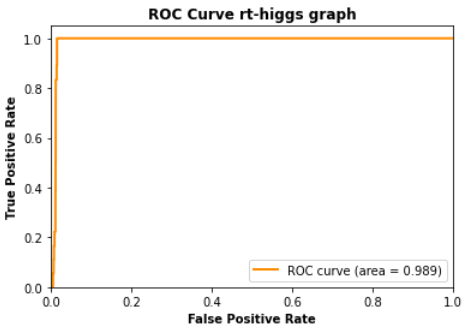 ROC Curve rt-higgs graph
True Positive Rate
1.0
0.8
0.6
0.4
0.2
0.0
ROC curve (area = 0.989)
0.0 0.2 0.4 0.6 0.8 1.0
False Positive Rate